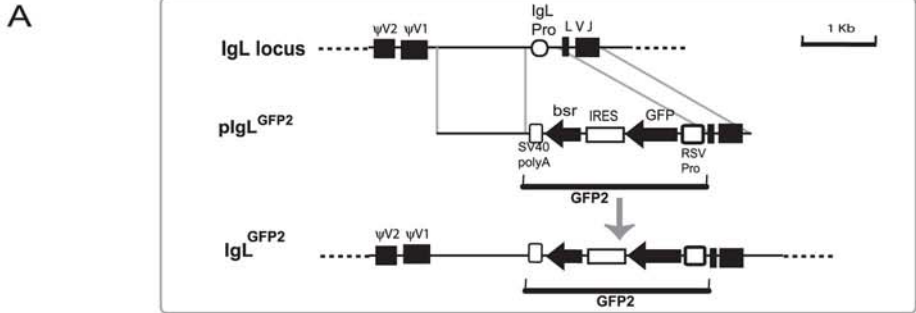 A
IgL
Pro
L V J
1 Kb
ψV2 ψV1
IgL locus
bsr IRES GFP
pIgL^GFP2
SV40
polyA
RSV
Pro
GFP2
ψV2 ψV1
IgL^GFP2
GFP2